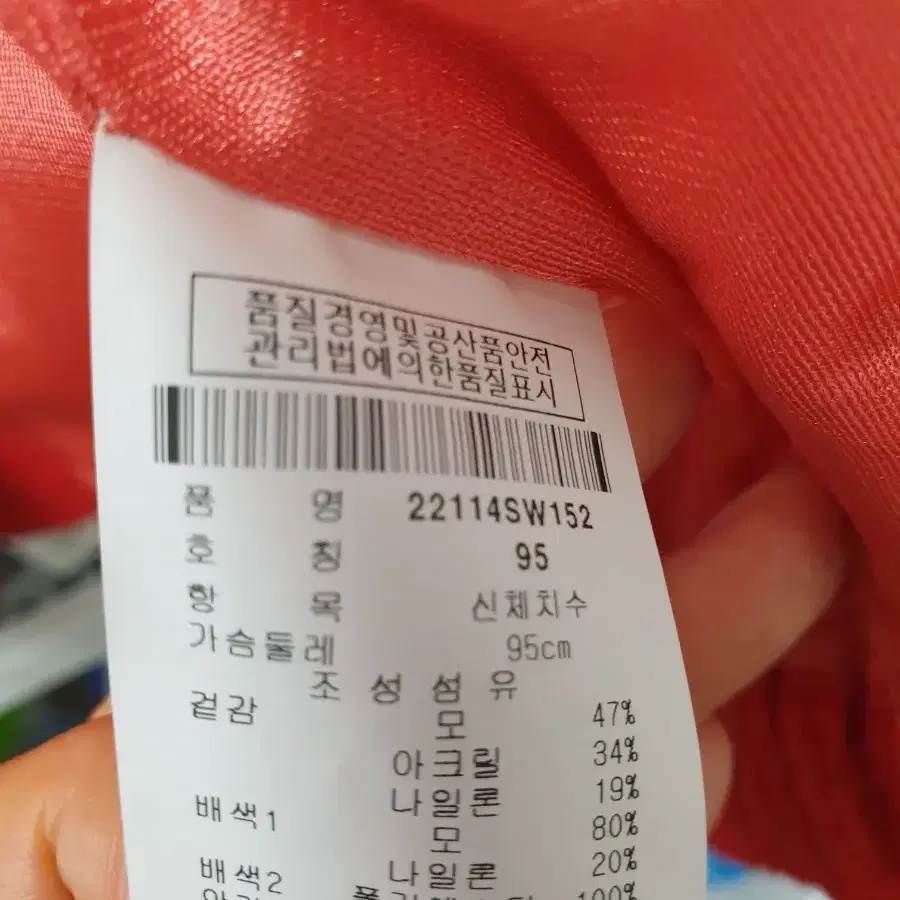 품질경영및공산품안전
관리법에의한품질표시
품 명 22114SW152
호 칭 95
항 목 신체치수
가슴둘레 95cm
조 성 섬 유
겉감 모 47%
아크릴 34%
나일론 19%
배색1 모 80%
나일론 20%
배색2 100%